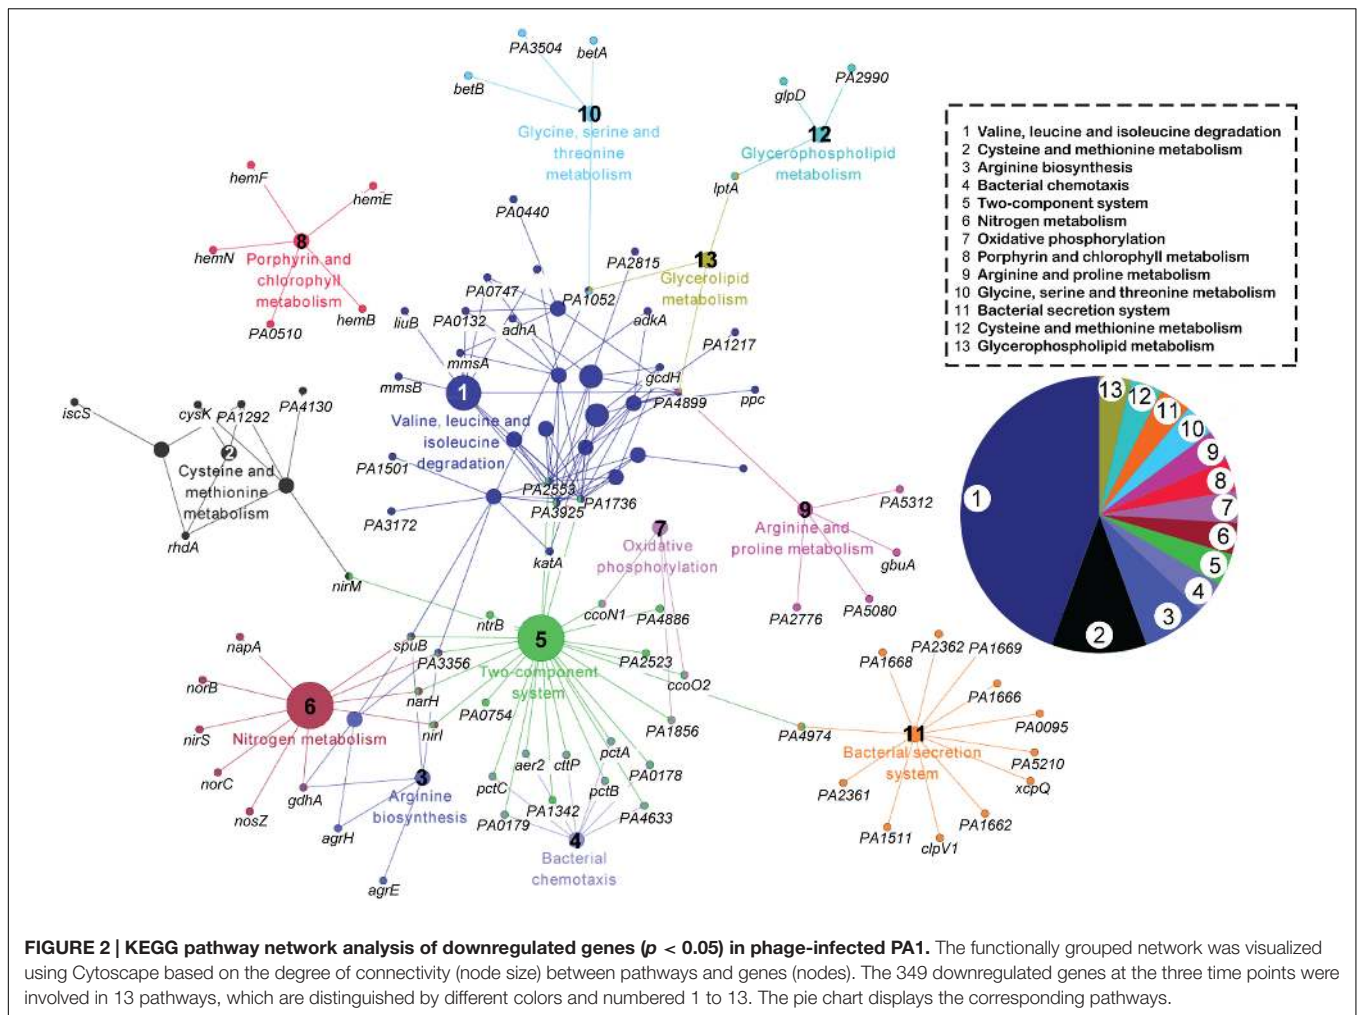 PA3504
betA
betB
10
Glycine, serine and
threonine
metabolism
PA2990
glpD
12
Glycerophospholipid
metabolism
lptA
13
Glycerolipid
metabolism
hemF
hemE
8
hemN
Porphyrin and
chlorophyll
metabolism
PA0510
hemB
PA0440
PA2815
PA0747
PA1052
liuB
PA0132
adhA
adkA
PA1217
mmsA
mmsB
1
gcdH
PA4899
ppc
Valine, leucine and
isoleucine
degradation
PA1501
PA2553
PA3925
PA1736
PA3172
katA
iscS
cysK
PA1292
PA4130
2
Cysteine and
methionine
metabolism
rhdA
nirM
7
Oxidative
phosphorylation
9
Arginine and
proline metabolism
PA5312
gbuA
PA5080
PA2776
ccoN1
PA4886
ntrB
5
Two-component
system
PA2523
ccoO2
PA1856
PA4974
spuB
PA3356
narH
nirI
PA0754
napA
norB
6
Nitrogen metabolism
nirS
norC
nosZ
gdhA
3
Arginine
biosynthesis
agrH
agrE
aer2
cttP
pctA
PA0178
pctC
pctB
PA1342
PA0179
PA4633
4
Bacterial
chemotaxis
PA1668
PA2362
PA1669
PA1666
PA0095
11
Bacterial secretion
system
PA5210
xcpQ
PA2361
PA1511
clpV1
PA1662
1 Valine, leucine and isoleucine degradation
2 Cysteine and methionine metabolism
3 Arginine biosynthesis
4 Bacterial chemotaxis
5 Two-component system
6 Nitrogen metabolism
7 Oxidative phosphorylation
8 Porphyrin and chlorophyll metabolism
9 Arginine and proline metabolism
10 Glycine, serine and threonine metabolism
11 Bacterial secretion system
12 Cysteine and methionine metabolism
13 Glycerophospholipid metabolism
13
12
11
10
9
8
7
6
5
4
3
2
1
FIGURE 2 | KEGG pathway network analysis of downregulated genes (p < 0.05) in phage-infected PA1. The functionally grouped network was visualized
using Cytoscape based on the degree of connectivity (node size) between pathways and genes (nodes). The 349 downregulated genes at the three time points were
involved in 13 pathways, which are distinguished by different colors and numbered 1 to 13. The pie chart displays the corresponding pathways.